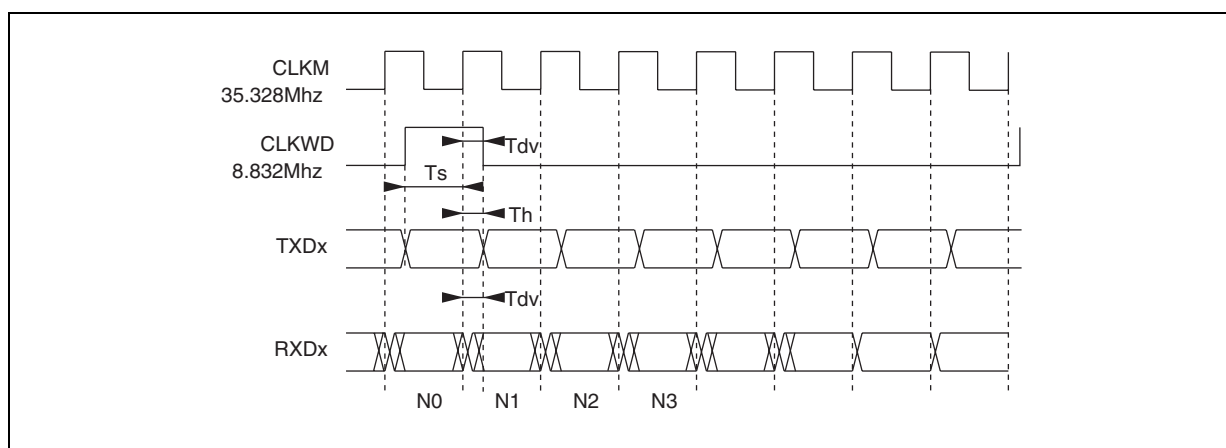 CLKM
35.328Mhz
CLKWD
8.832Mhz
Tdv
Ts
Th
TXDx
Tdv
RXDx
N0 N1 N2 N3